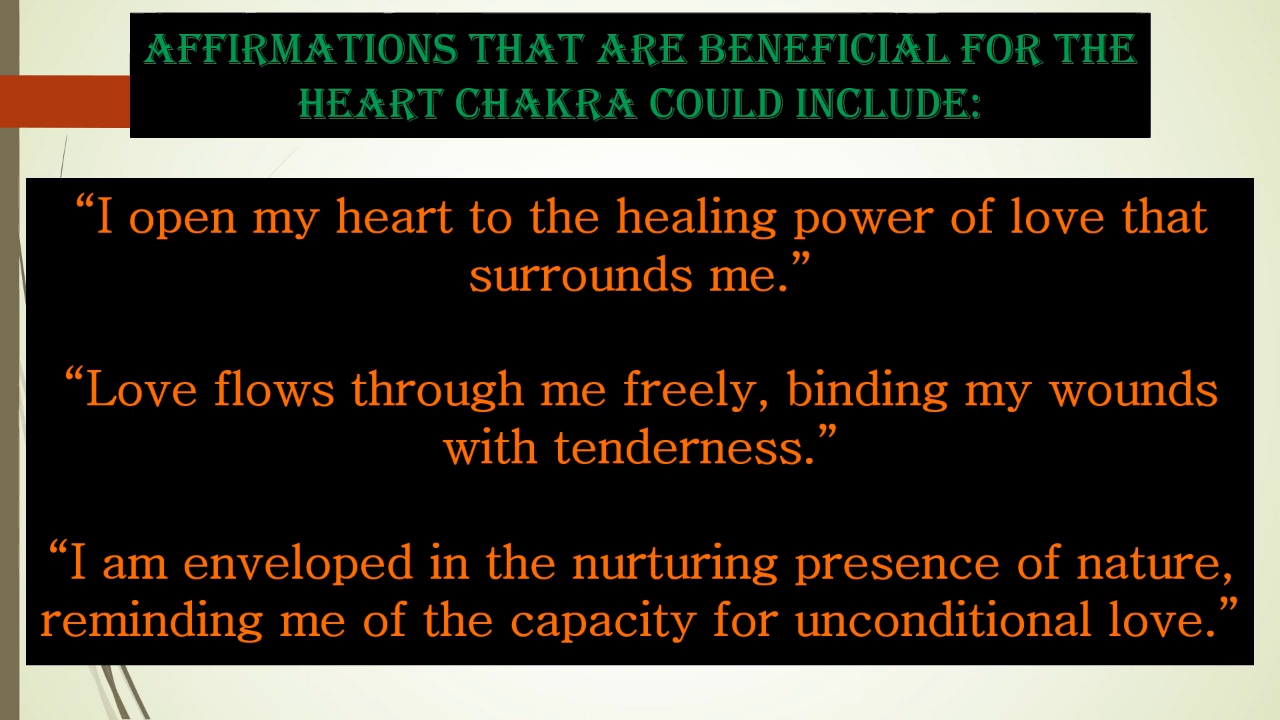 AFFIRMATIONS THAT ARE BENEFICIAL FOR THE
HEART CHAKRA COULD INCLUDE:
“I open my heart to the healing power of love that
surrounds me.”
“Love flows through me freely, binding my wounds
with tenderness.”
“I am enveloped in the nurturing presence of nature,
reminding me of the capacity for unconditional love.”